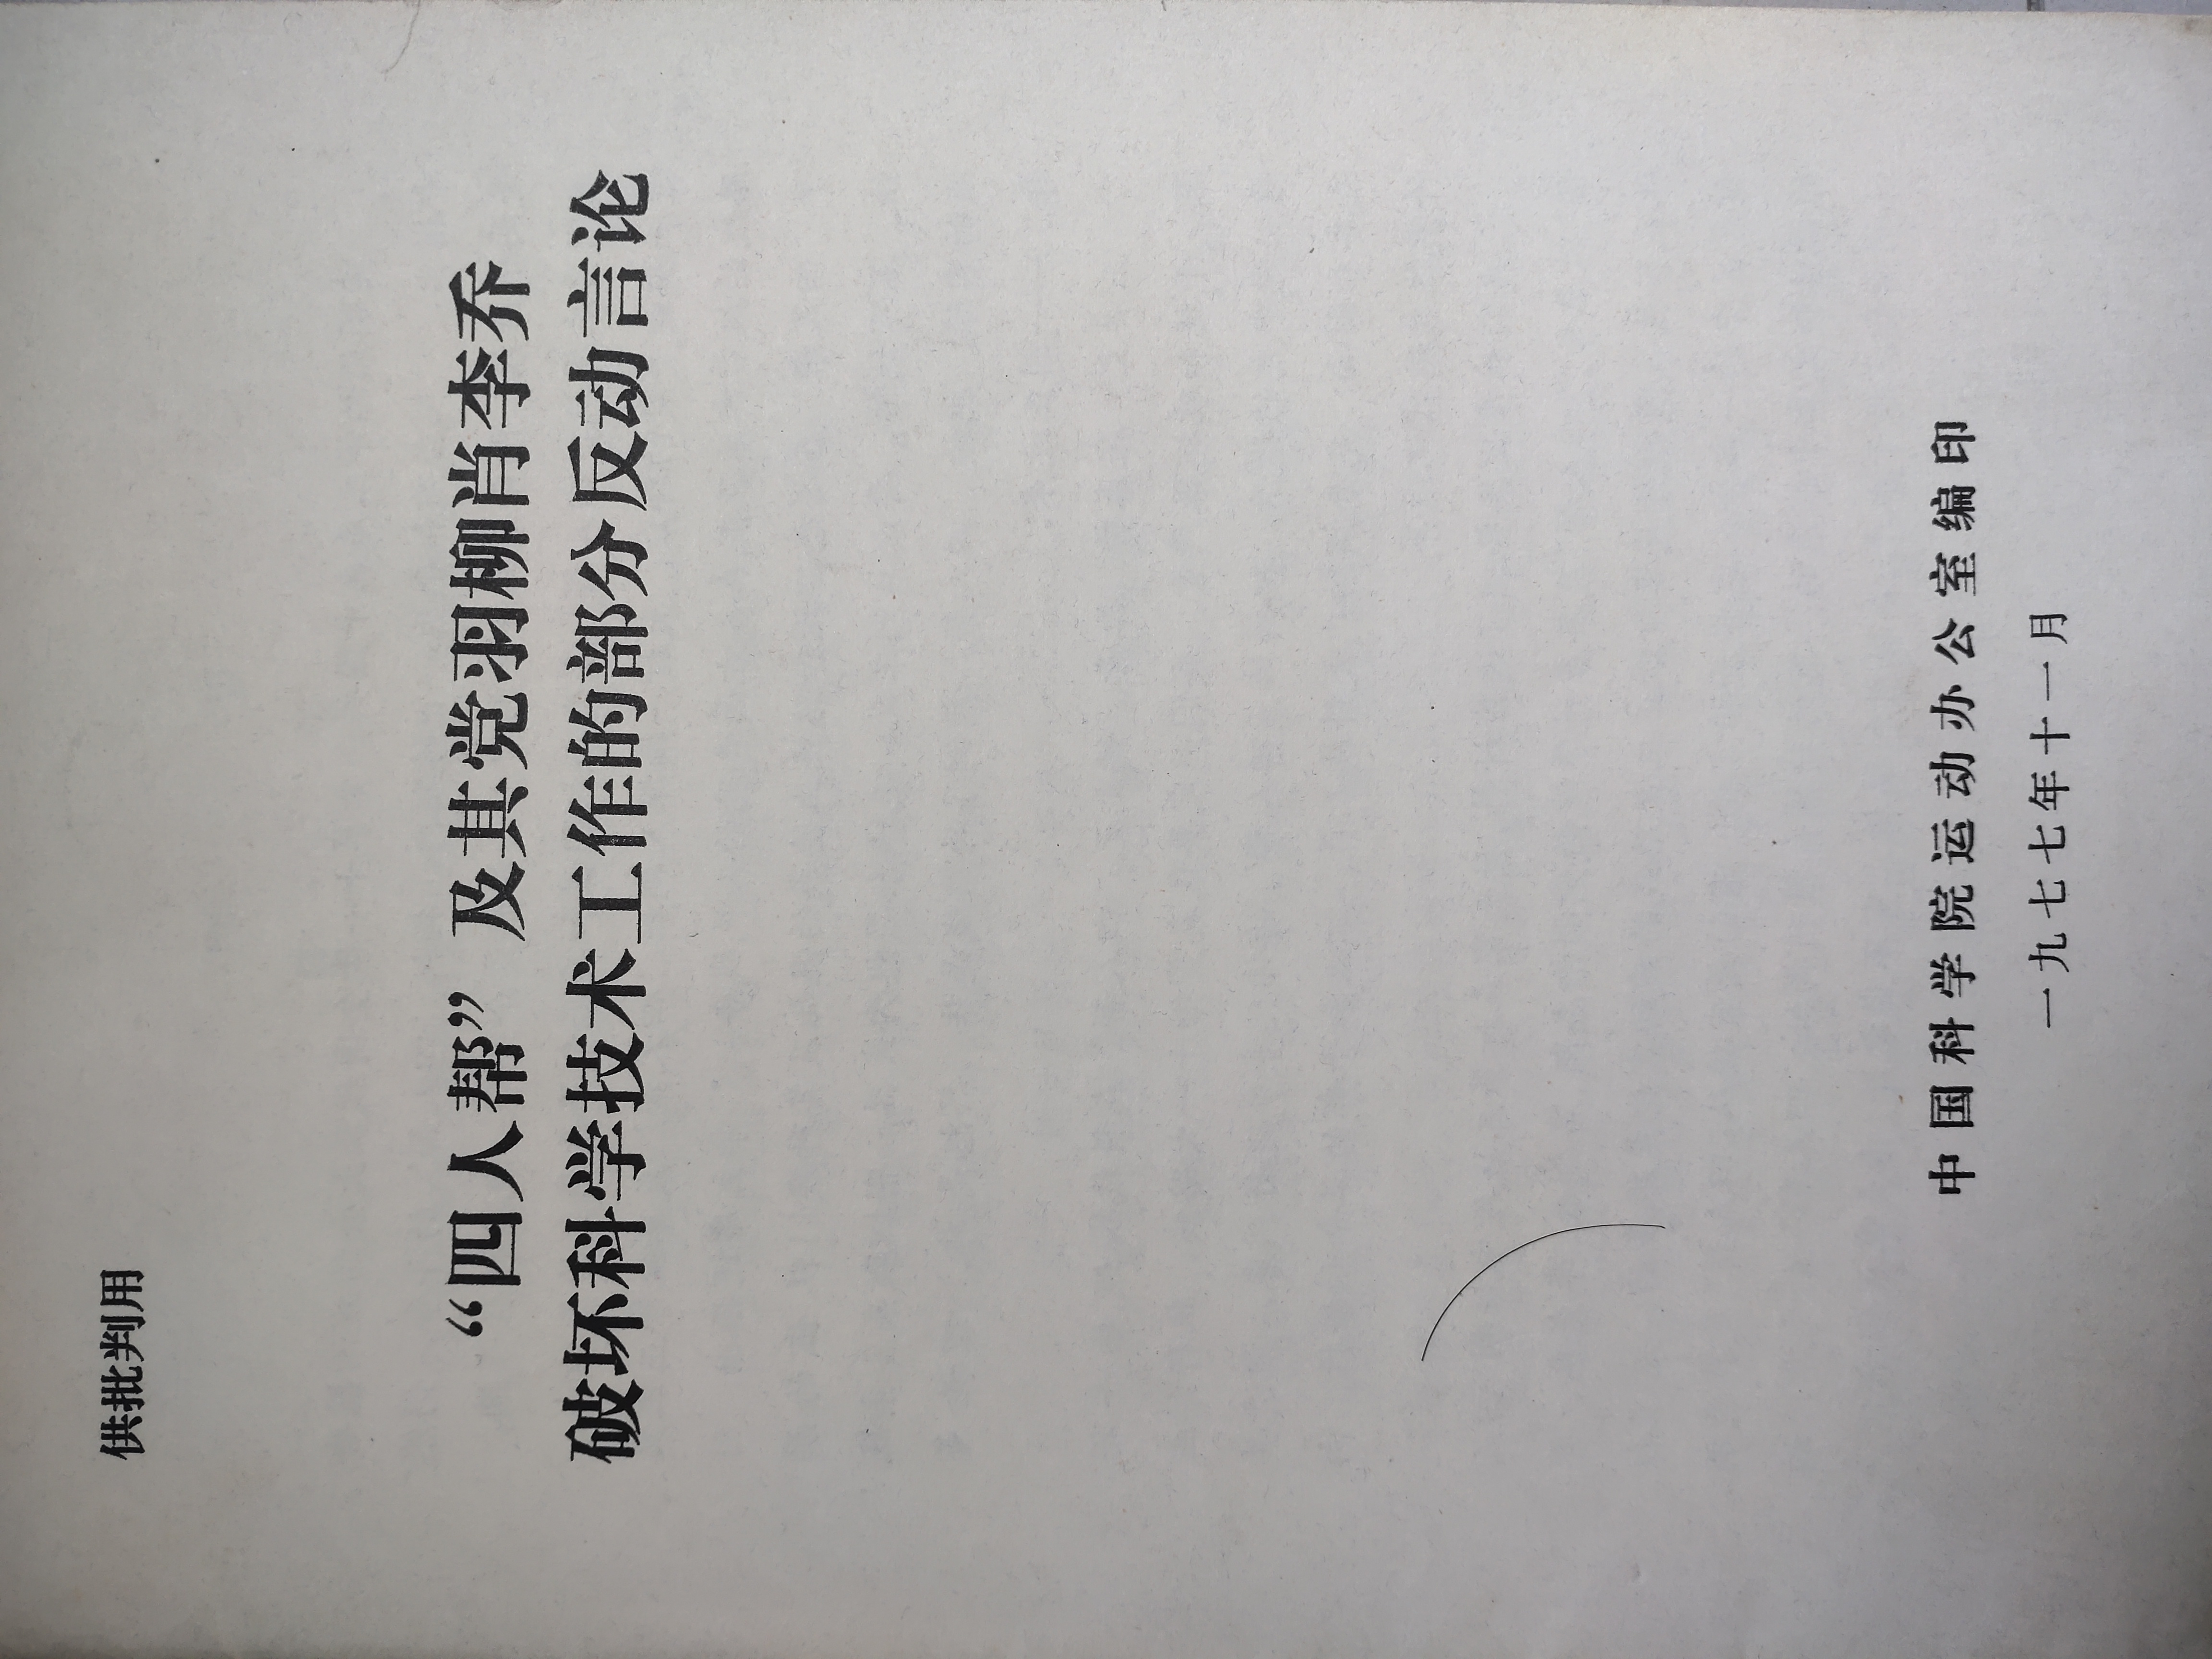 供批判用
“四人帮”及其党羽柳肖李乔
破坏科学技术工作的部分反动言论
中国科学院运动办公室编印
一九七七年十一月